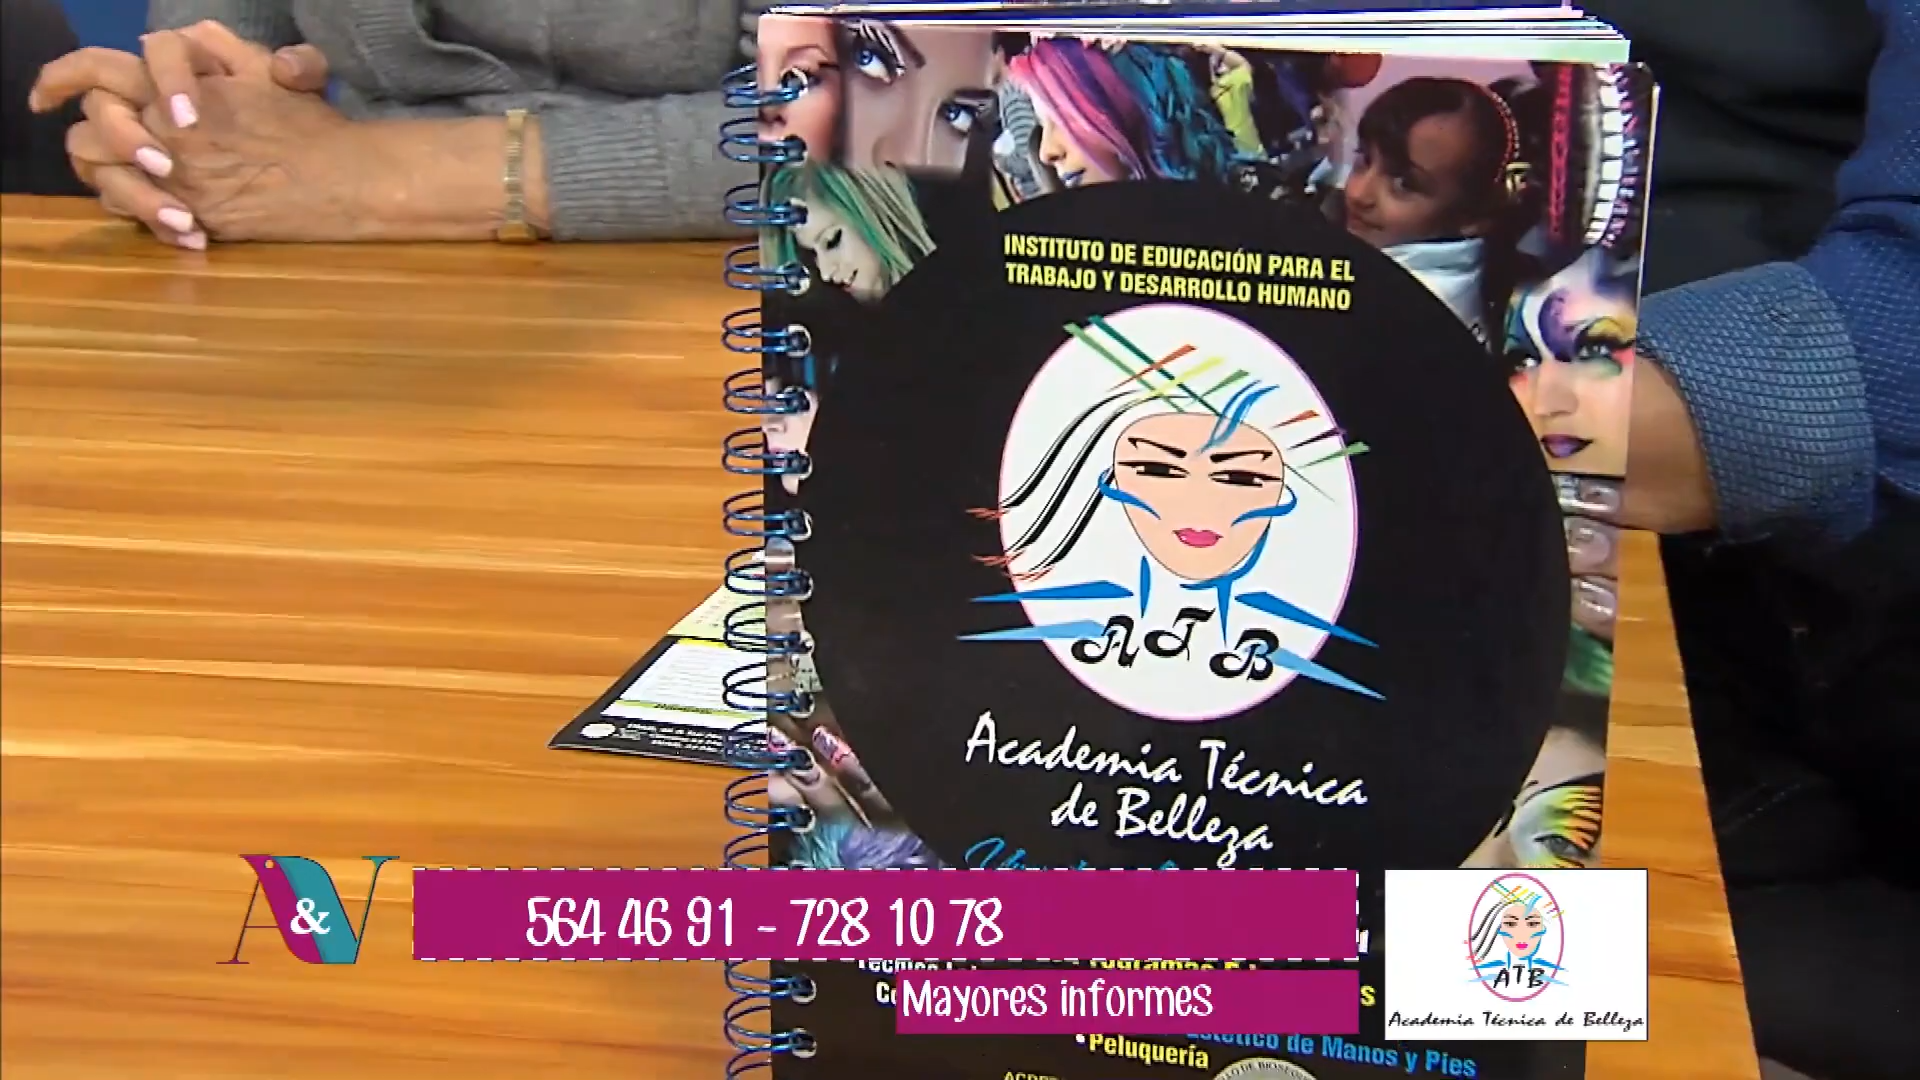 INSTITUTO DE EDUCACIÓN PARA EL
TRABAJO Y DESARROLLO HUMANO
ATB
Academia Técnica
de Belleza
A&V
564 46 91 - 728 10 78
Mayores informes
• Peluquería
Estético de Manos y Pies
ATB
Academia Técnica de Belleza